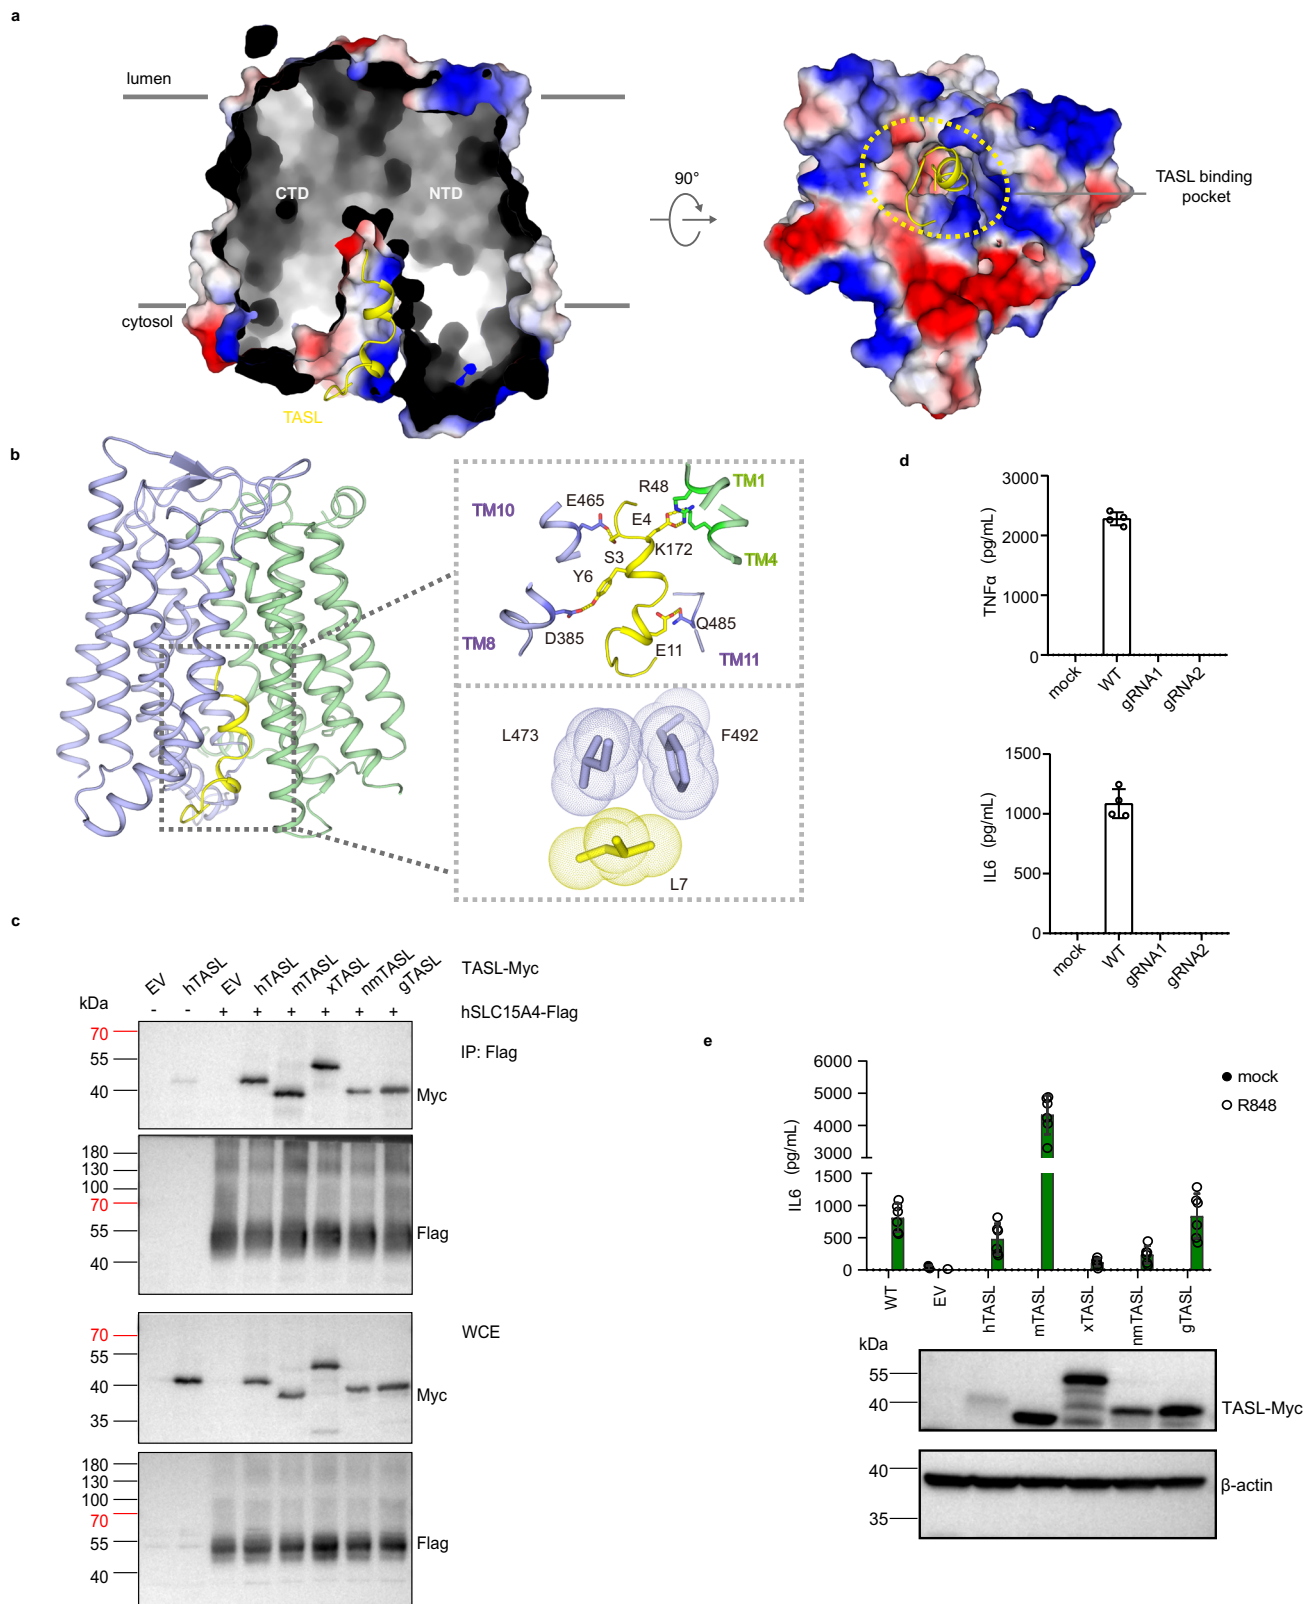 a
lumen
CTD
NTD
cytosol
TASL
90°
TASL binding
pocket
b
TM10
E465
R48
TM1
E4
S3
K172
TM4
Y6
TM8
D385
E11
Q485
TM11
L473
F492
L7
c
EV
hTASL
EV
hTASL
mTASL
xTASL
nmTASL
gTASL
TASL-Myc
kDa
- - + + + + + +
hSLC15A4-Flag
IP: Flag
70
55
40
Myc
180
130
100
70
55
40
Flag
WCE
70
55
40
35
Myc
180
130
100
70
55
40
Flag
d
TNFα (pg/mL)
3000
2000
1000
0
mock
WT
gRNA1
gRNA2
IL6 (pg/mL)
1500
1000
500
0
mock
WT
gRNA1
gRNA2
e
IL6
(pg/mL)
6000
5000
4000
3000
1500
1000
500
0
mock
R848
WT
EV
hTASL
mTASL
xTASL
nmTASL
gTASL
kDa
55
40
TASL-Myc
40
35
β-actin